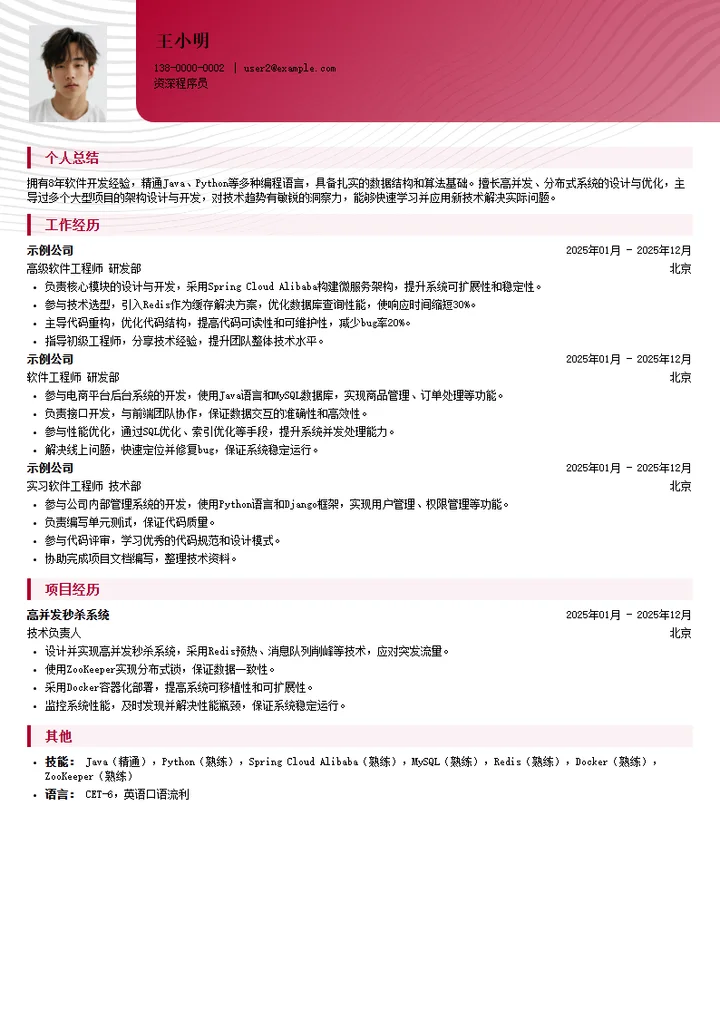 王小明
138-0000-0002 | user2@example.com
资深程序员
个人总结
拥有8年软件开发经验，精通Java、Python等多种编程语言，具备扎实的数据结构和算法基础。擅长高并发、分布式系统的设计与优化，主
导过多个大型项目的架构设计与开发，对技术趋势有敏锐的洞察力，能够快速学习并应用新技术解决实际问题。
工作经历
示例公司 2025年01月 - 2025年12月
高级软件工程师 研发部 北京
• 负责核心模块的设计与开发，采用Spring Cloud Alibaba构建微服务架构，提升系统可扩展性和稳定性。
• 参与技术选型，引入Redis作为缓存解决方案，优化数据库查询性能，使响应时间缩短30%。
• 主导代码重构，优化代码结构，提高代码可读性和可维护性，减少bug率20%。
• 指导初级工程师，分享技术经验，提升团队整体技术水平。
示例公司 2025年01月 - 2025年12月
软件工程师 研发部 北京
• 参与电商平台后台系统的开发，使用Java语言和MySQL数据库，实现商品管理、订单处理等功能。
• 负责接口开发，与前端团队协作，保证数据交互的准确性和高效性。
• 参与性能优化，通过SQL优化、索引优化等手段，提升系统并发处理能力。
• 解决线上问题，快速定位并修复bug，保证系统稳定运行。
示例公司 2025年01月 - 2025年12月
实习软件工程师 技术部 北京
• 参与公司内部管理系统的开发，使用Python语言和Django框架，实现用户管理、权限管理等功能。
• 负责编写单元测试，保证代码质量。
• 参与代码评审，学习优秀的代码规范和设计模式。
• 协助完成项目文档编写，整理技术资料。
项目经历
高并发秒杀系统 2025年01月 - 2025年12月
技术负责人 北京
• 设计并实现高并发秒杀系统，采用Redis预热、消息队列削峰等技术，应对突发流量。
• 使用ZooKeeper实现分布式锁，保证数据一致性。
• 采用Docker容器化部署，提高系统可移植性和可扩展性。
• 监控系统性能，及时发现并解决性能瓶颈，保证系统稳定运行。
其他
• 技能： Java（精通），Python（熟练），Spring Cloud Alibaba（熟练），MySQL（熟练），Redis（熟练），Docker（熟练），
ZooKeeper（熟练）
• 语言： CET-6，英语口语流利